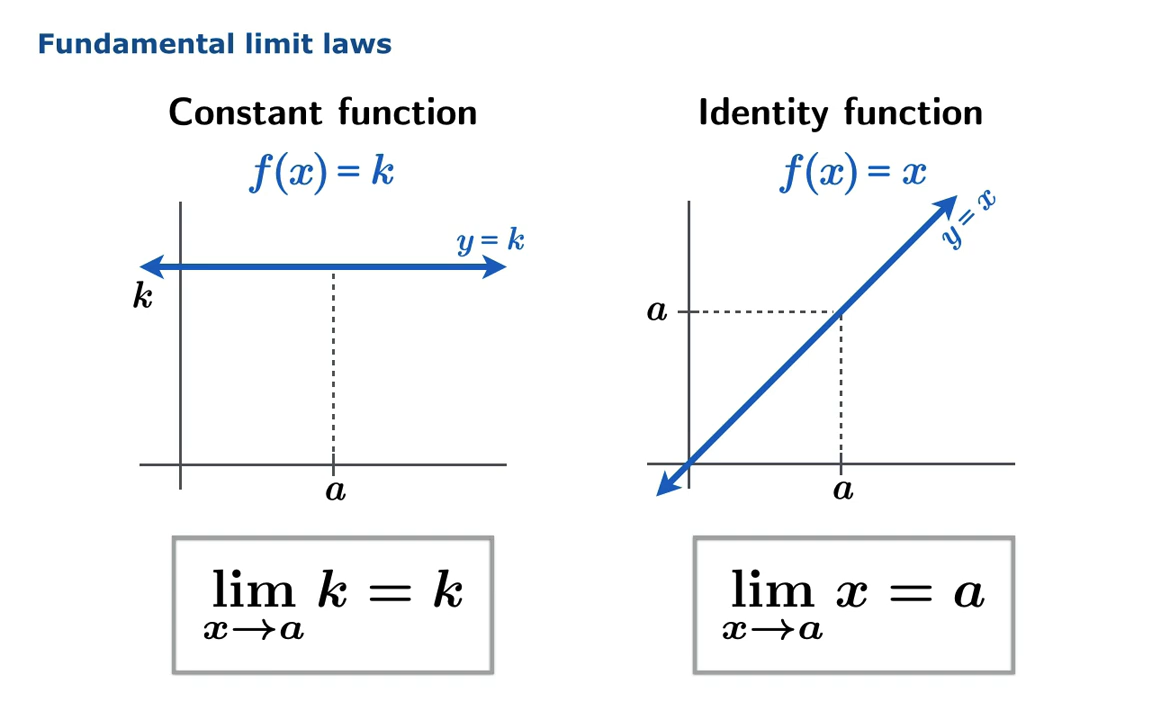 Fundamental limit laws
Constant function
f(x) = k
y = k
k
a
lim k = k
x→a
Identity function
f(x) = x
y = x
a
a
lim x = a
x→a